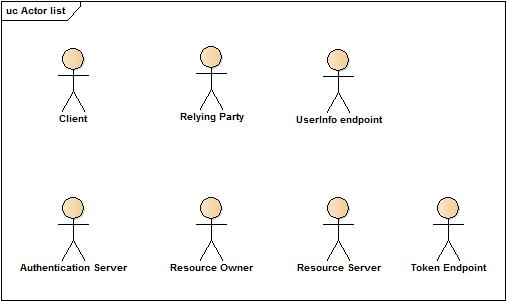 uc Actor list
Client
Relying Party
UserInfo endpoint
Authentication Server
Resource Owner
Resource Server
Token Endpoint